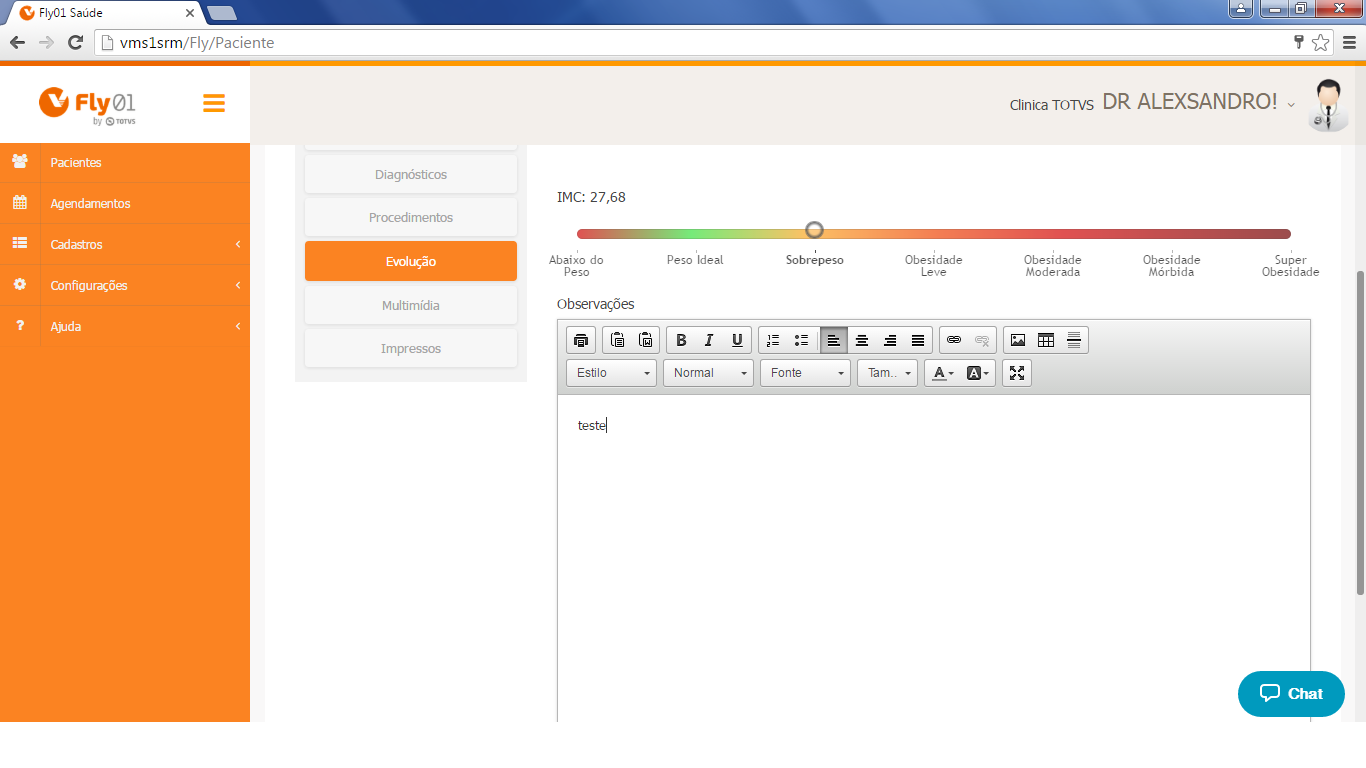 Fly01 Saúde
vms1srm/Fly/Paciente
Fly01
by TOTVS
Clinica TOTVS DR ALEXSANDRO!
Pacientes
Agendamentos
Cadastros
Configurações
Ajuda
Diagnósticos
Procedimentos
Evolução
Multimídia
Impressos
IMC: 27,68
Abaixo do
Peso
Peso Ideal
Sobrepeso
Obesidade
Leve
Obesidade
Moderada
Obesidade
Mórbida
Super
Obesidade
Observações
B I U
Estilo Normal Fonte Tam.. A A
teste
Chat